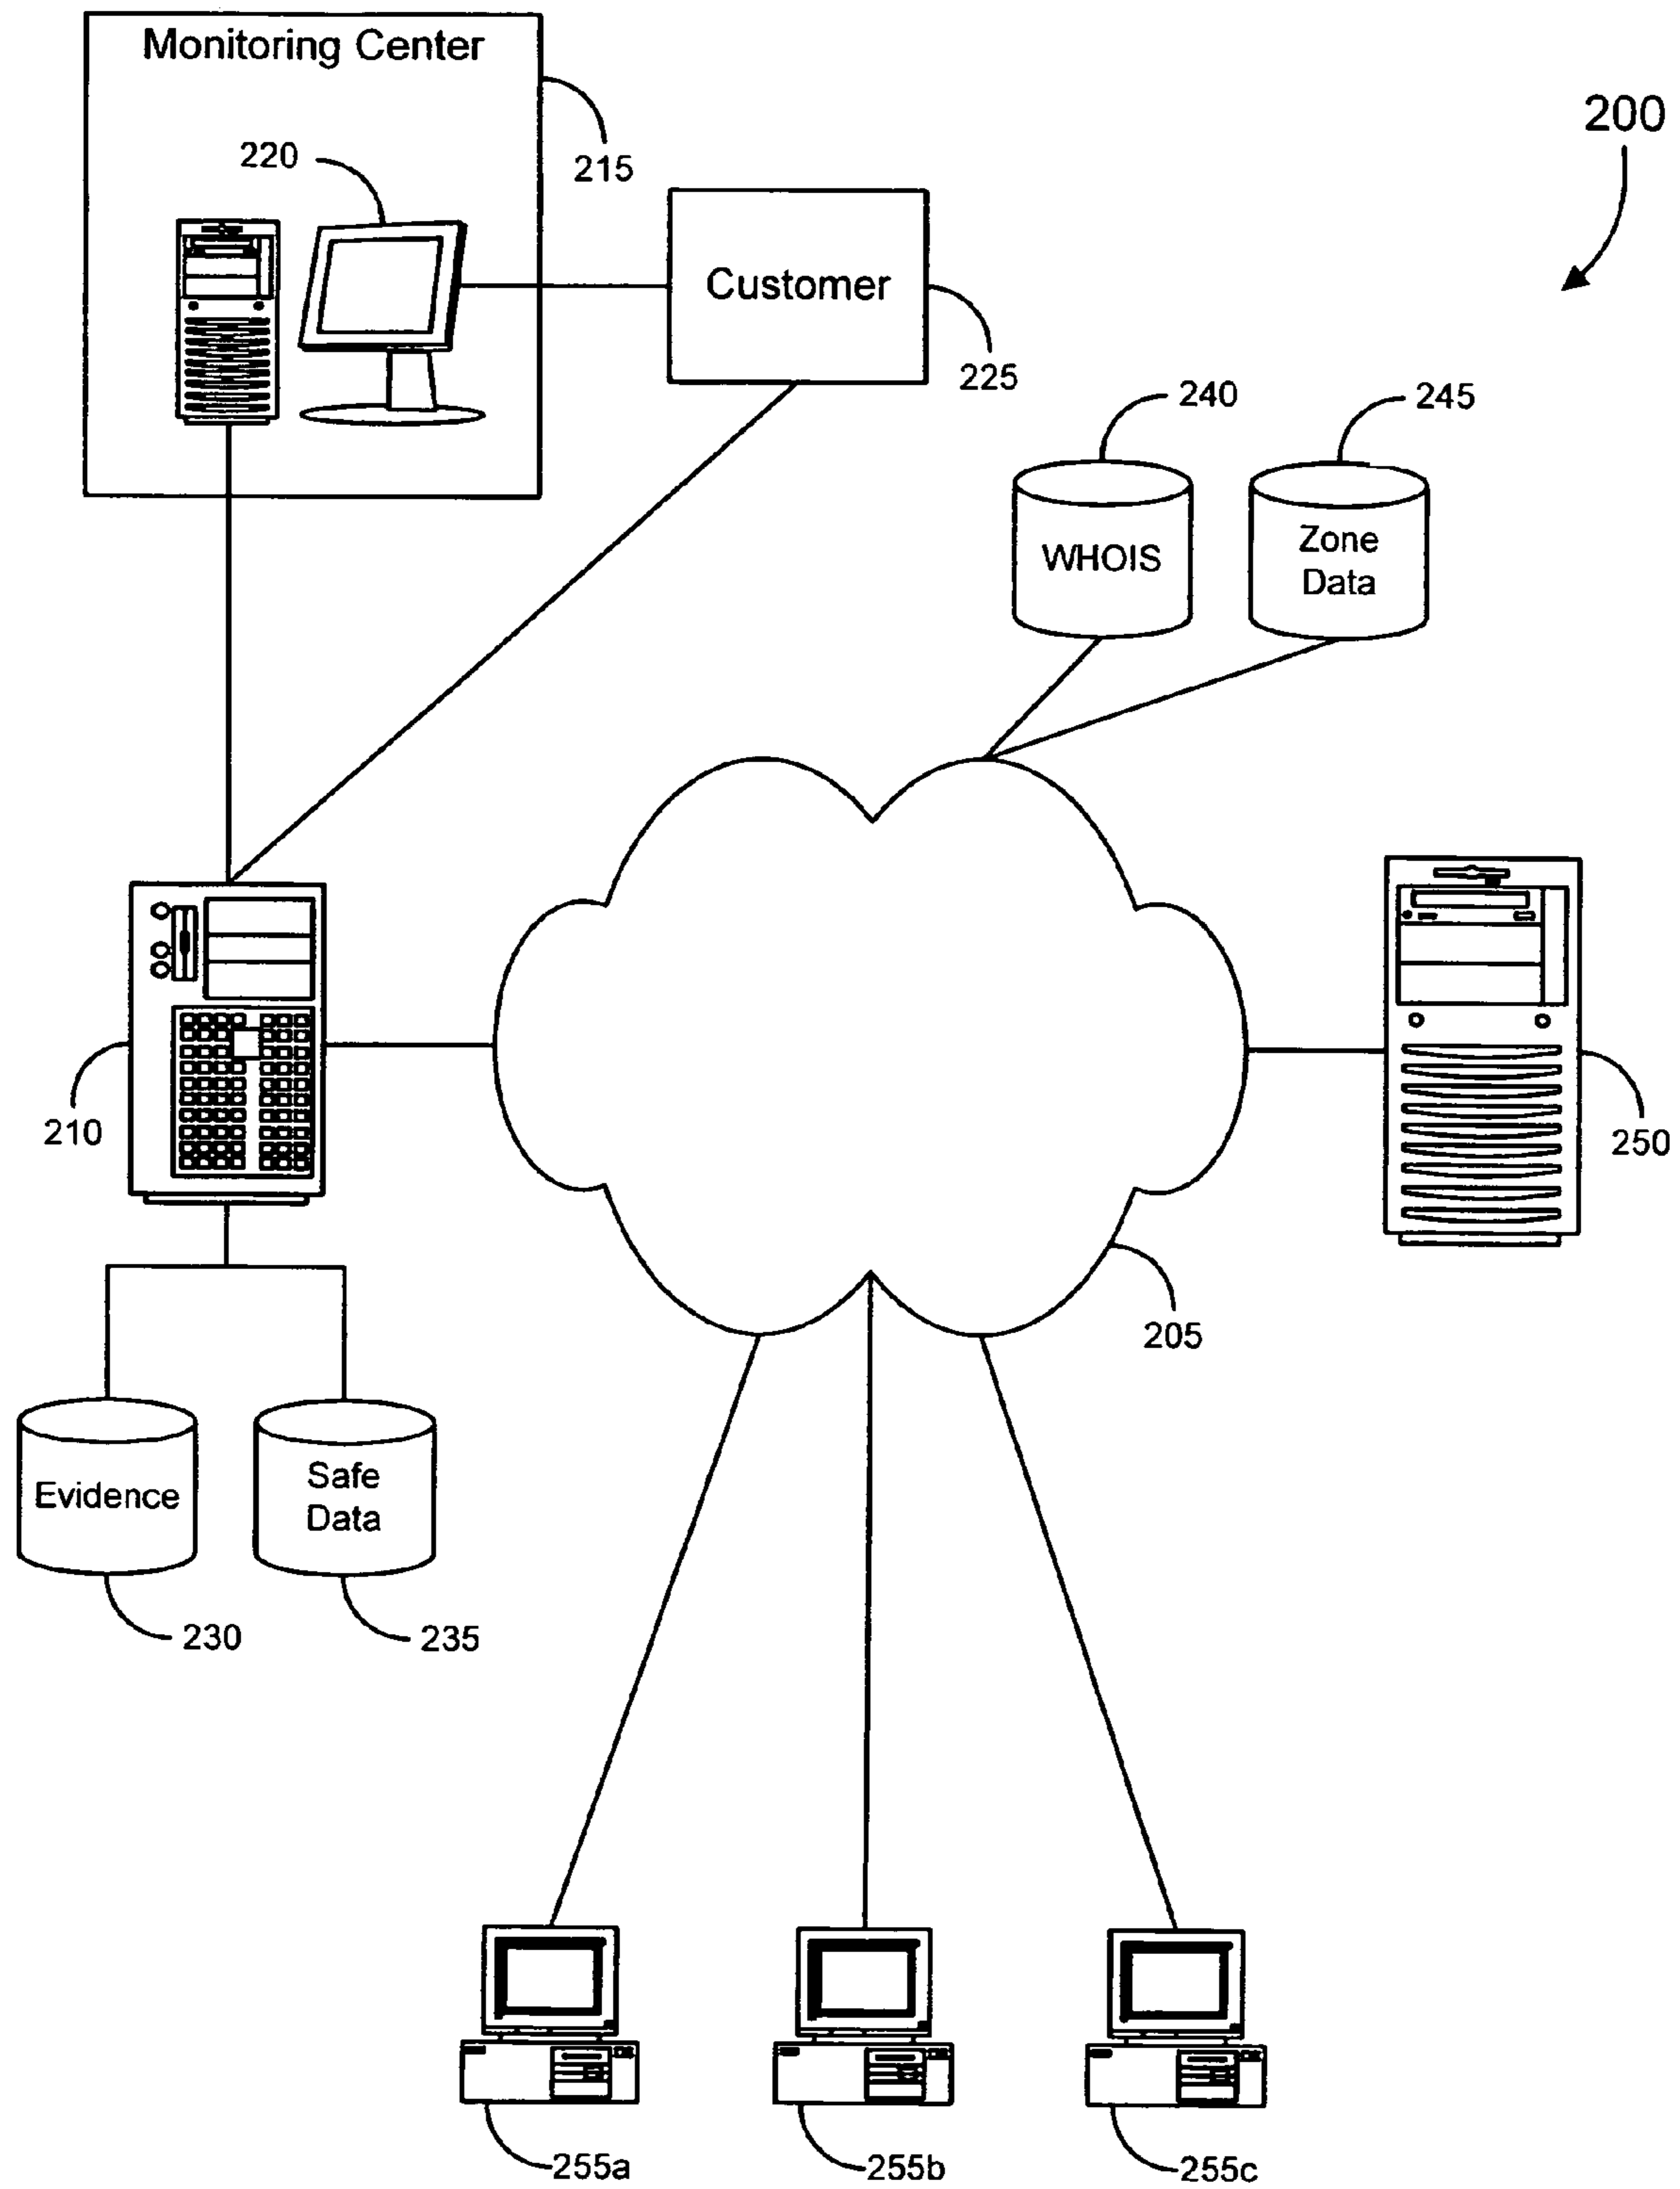 Monitoring Center
200
220
215
Customer
225
240
245
WHOIS
Zone
Data
210
250
205
Evidence
Safe
Data
230
235
255a
255b
255c